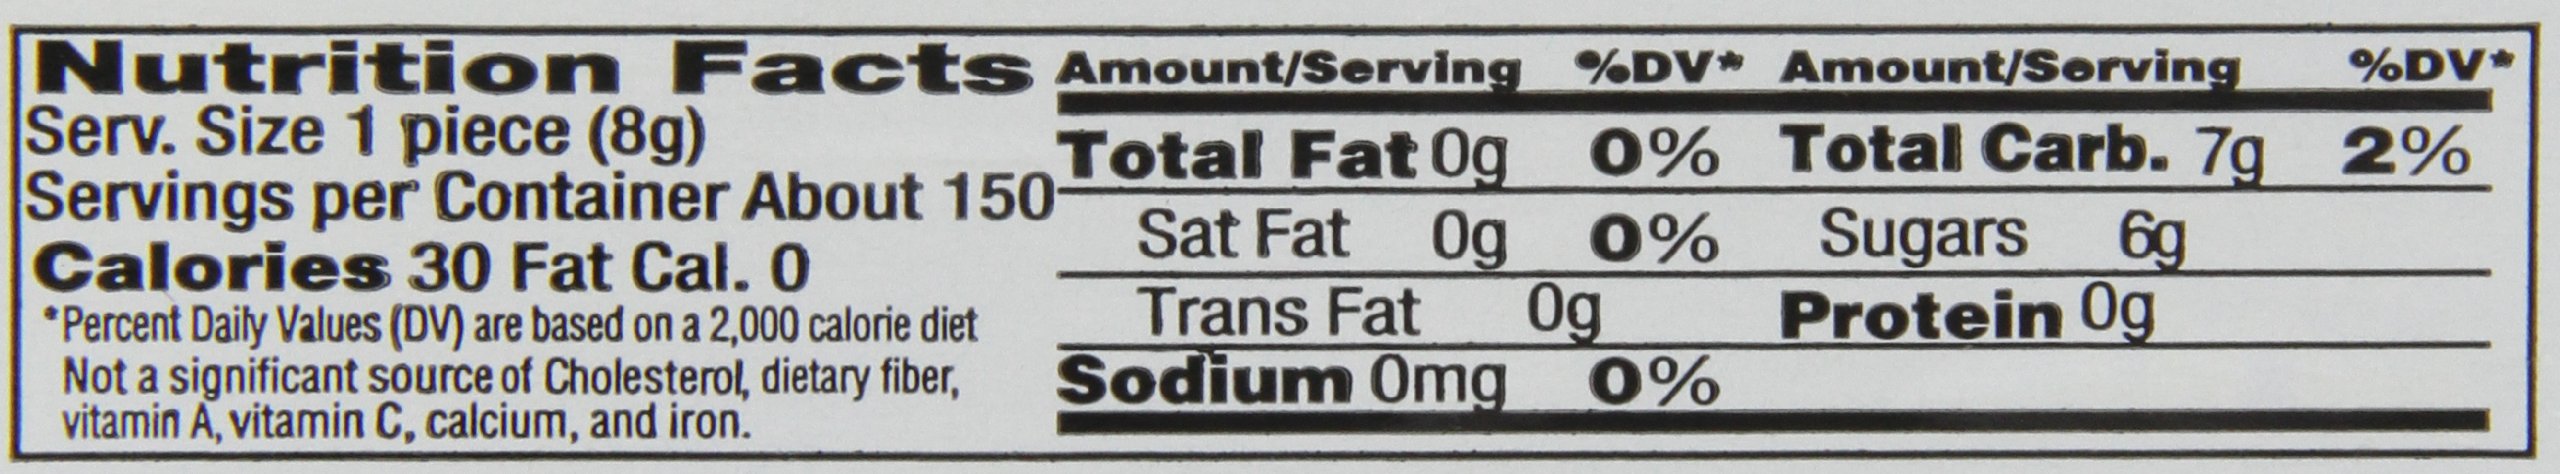 Nutrition Facts
Serv. Size 1 piece (8g)
Servings per Container About 150
Calories 30 Fat Cal. 0
*Percent Daily Values (DV) are based on a 2,000 calorie diet
Not a significant source of Cholesterol, dietary fiber,
vitamin A, vitamin C, calcium, and iron.
Amount/Serving %DV* Amount/Serving %DV*
Total Fat 0g 0% Total Carb. 7g 2%
Sat Fat 0g 0% Sugars 6g
Trans Fat 0g Protein 0g
Sodium 0mg 0%